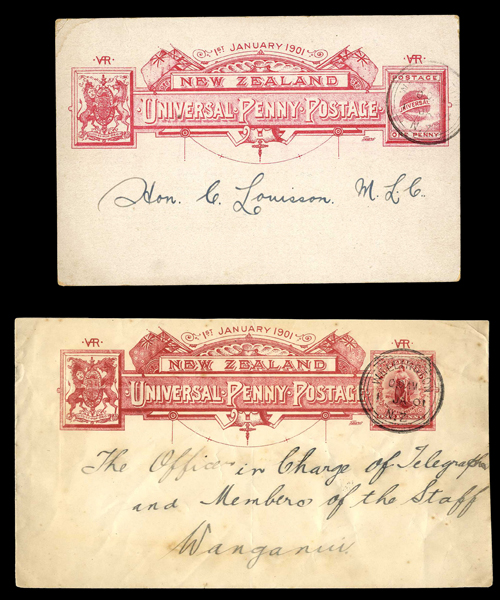 VR
1ST JANUARY 1901
VR
NEW ZEALAND
UNIVERSAL·PENNY·POSTAGE·
POSTAGE
UNIVERSAL
ONE PENNY
N.Z.
Hon. C. Louisson. M.L.C.
VR
1ST JANUARY 1901
VR
NEW ZEALAND
UNIVERSAL·PENNY·POSTAGE
The Officer in Charge of Telegraphs
and Members of the Staff
Wanganui